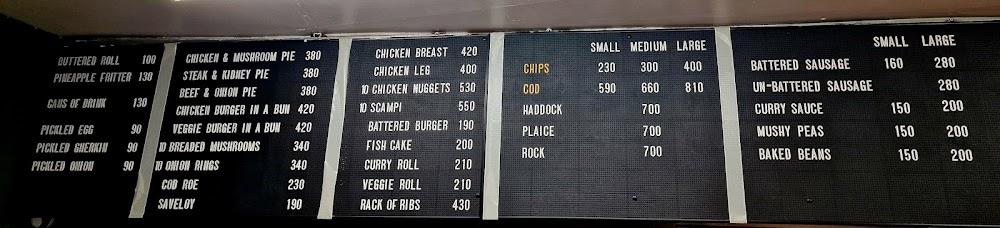 BUTTERED ROLL 100
PINEAPPLE FRITTER 130
CANS OF DRINK 130
PICKLED EGG 90
PICKLED GHERKIN 90
PICKLED ONION 90
CHICKEN & MUSHROOM PIE 380
STEAK & KIDNEY PIE 380
BEEF & ONION PIE 380
CHICKEN BURGER IN A BUN 420
VEGGIE BURGER IN A BUN 420
10 BREADED MUSHROOMS 340
10 ONION RINGS 340
COD ROE 230
SAVELOY 190
CHICKEN BREAST 420
CHICKEN LEG 400
10 CHICKEN NUGGETS 530
10 SCAMPI 550
BATTERED BURGER 190
FISH CAKE 200
CURRY ROLL 210
VEGGIE ROLL 210
RACK OF RIBS 430
SMALL MEDIUM LARGE
CHIPS 230 300 400
COD 590 660 810
HADDOCK 700
PLAICE 700
ROCK 700
SMALL LARGE
BATTERED SAUSAGE 160 280
UN-BATTERED SAUSAGE 280
CURRY SAUCE 150 200
MUSHY PEAS 150 200
BAKED BEANS 150 200